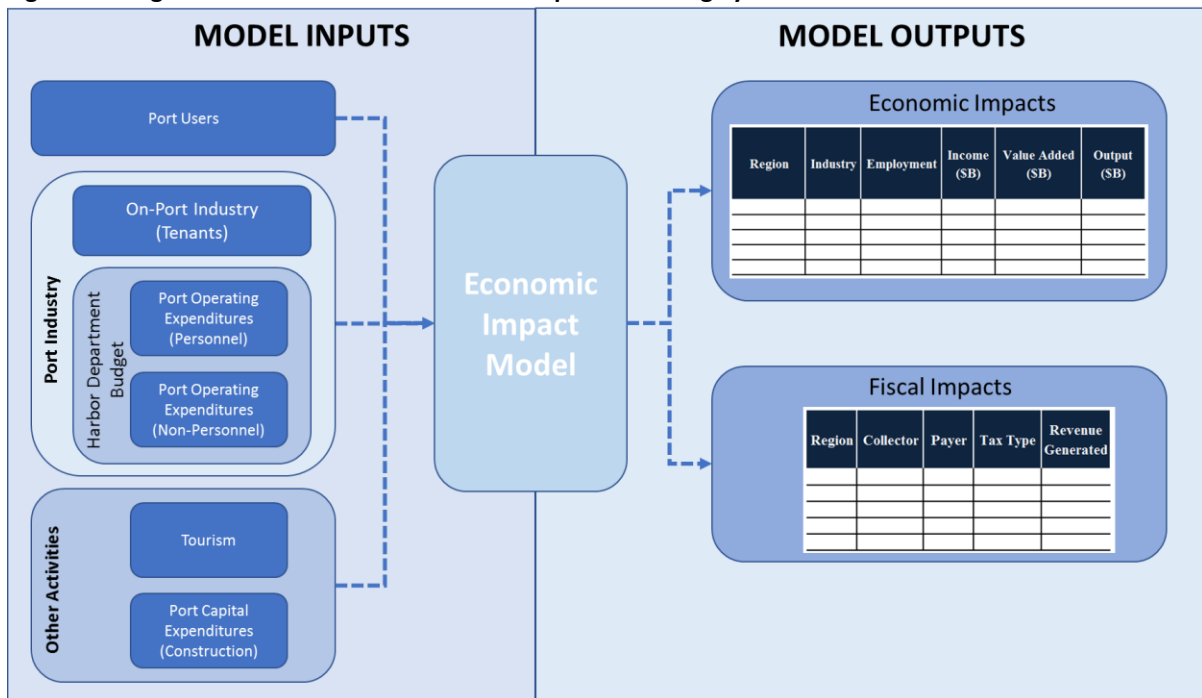 MODEL INPUTS
Port Users
Port Industry
On-Port Industry
(Tenants)
Harbor Department
Budget
Port Operating
Expenditures
(Personnel)
Port Operating
Expenditures
(Non-Personnel)
Other Activities
Tourism
Port Capital
Expenditures
(Construction)
Economic
Impact
Model
MODEL OUTPUTS
Economic Impacts
Region Industry Employment Income ($B) Value Added ($B) Output ($B)
Fiscal Impacts
Region Collector Payer Tax Type Revenue Generated